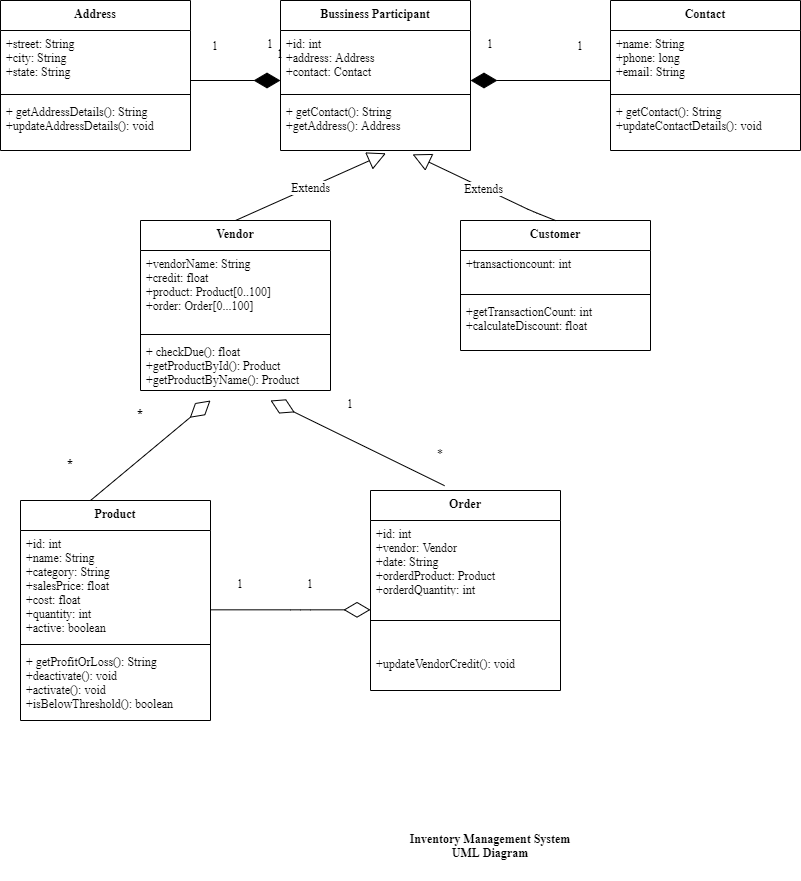 Address
+street: String
+city: String
+state: String
+ getAddressDetails(): String
+updateAddressDetails(): void
1
1
1
Bussiness Participant
+id: int
+address: Address
+contact: Contact
+ getContact(): String
+getAddress(): Address
1
1
Contact
+name: String
+phone: long
+email: String
+ getContact(): String
+updateContactDetails(): void
Extends
Extends
Vendor
+vendorName: String
+credit: float
+product: Product[0..100]
+order: Order[0...100]
+ checkDue(): float
+getProductById(): Product
+getProductByName(): Product
Customer
+transactioncount: int
+getTransactionCount: int
+calculateDiscount: float
*
*
1
*
Product
+id: int
+name: String
+category: String
+salesPrice: float
+cost: float
+quantity: int
+active: boolean
+ getProfitOrLoss(): String
+deactivate(): void
+activate(): void
+isBelowThreshold(): boolean
1
1
Order
+id: int
+vendor: Vendor
+date: String
+orderdProduct: Product
+orderdQuantity: int
+updateVendorCredit(): void
Inventory Management System
UML Diagram